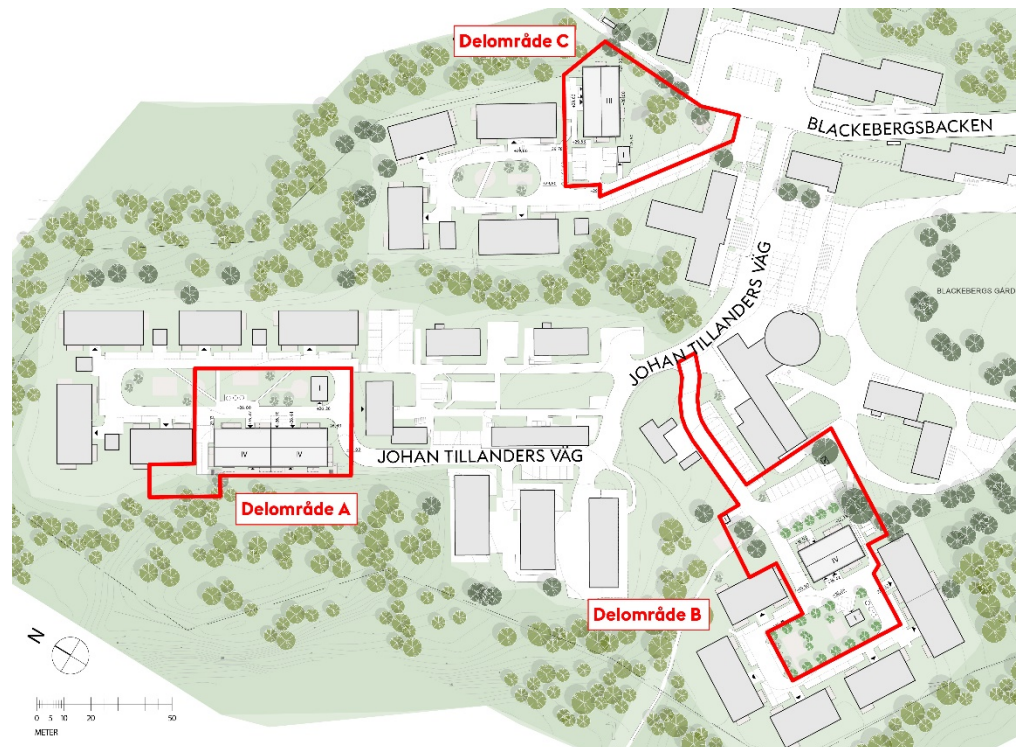 Delområde C
III
I
BLACKEBERGSBACKEN
JOHAN TILLANDERS VÄG
BLACKEBERGS GÅRD
I
IV
IV
JOHAN TILLANDERS VÄG
Delområde A
IV
Delområde B
I
N
0 5 10 20 50
METER